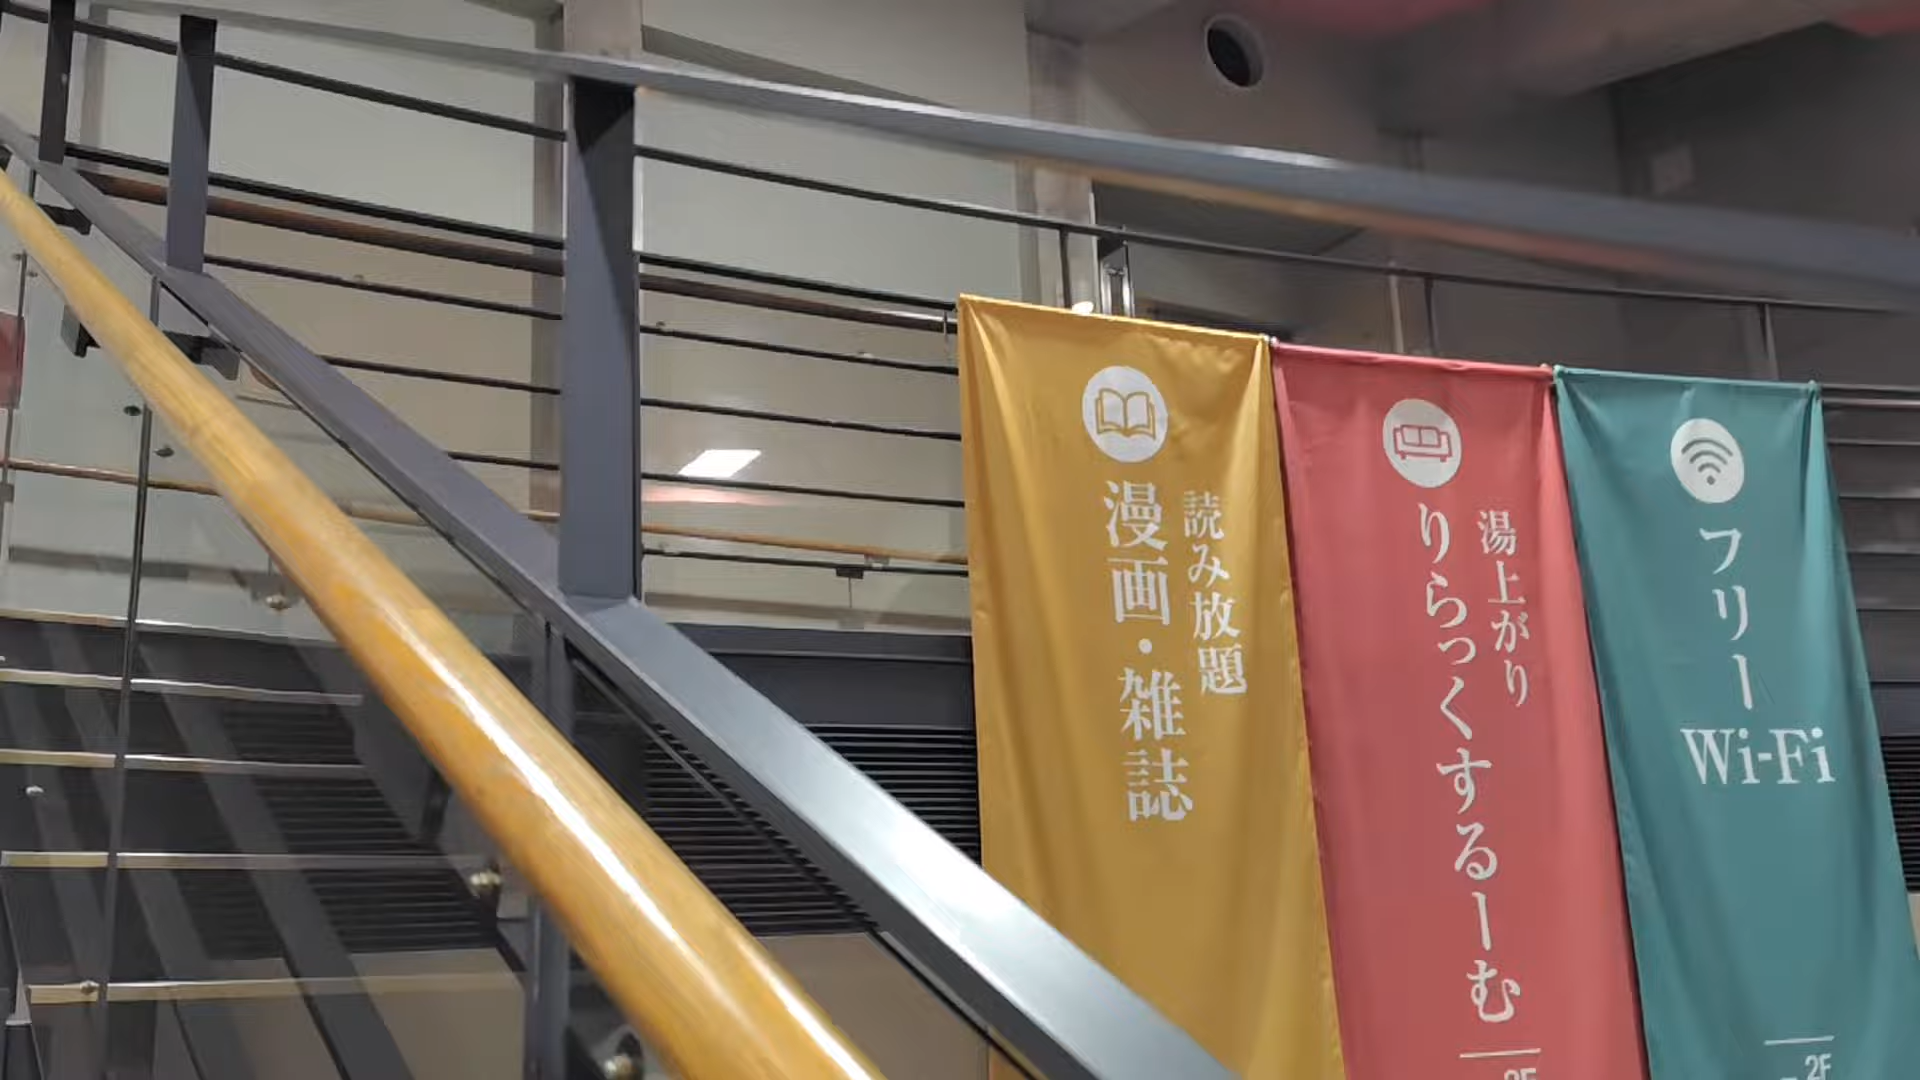 読み放題
漫画・雑誌
湯上がり
りらっくするーむ
フリー
Wi-Fi
2F